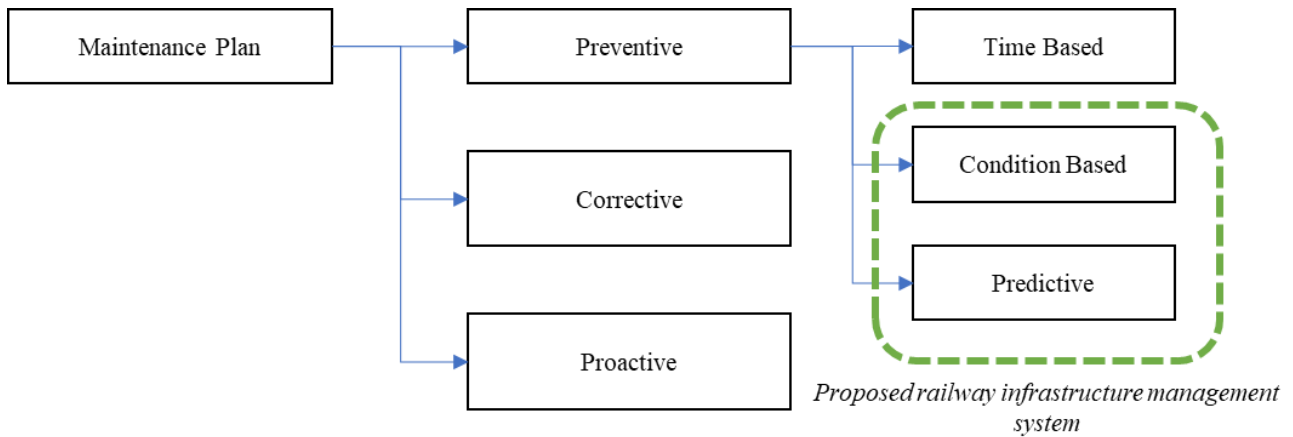 Maintenance Plan
Preventive
Time Based
Condition Based
Corrective
Predictive
Proactive
Proposed railway infrastructure management
system